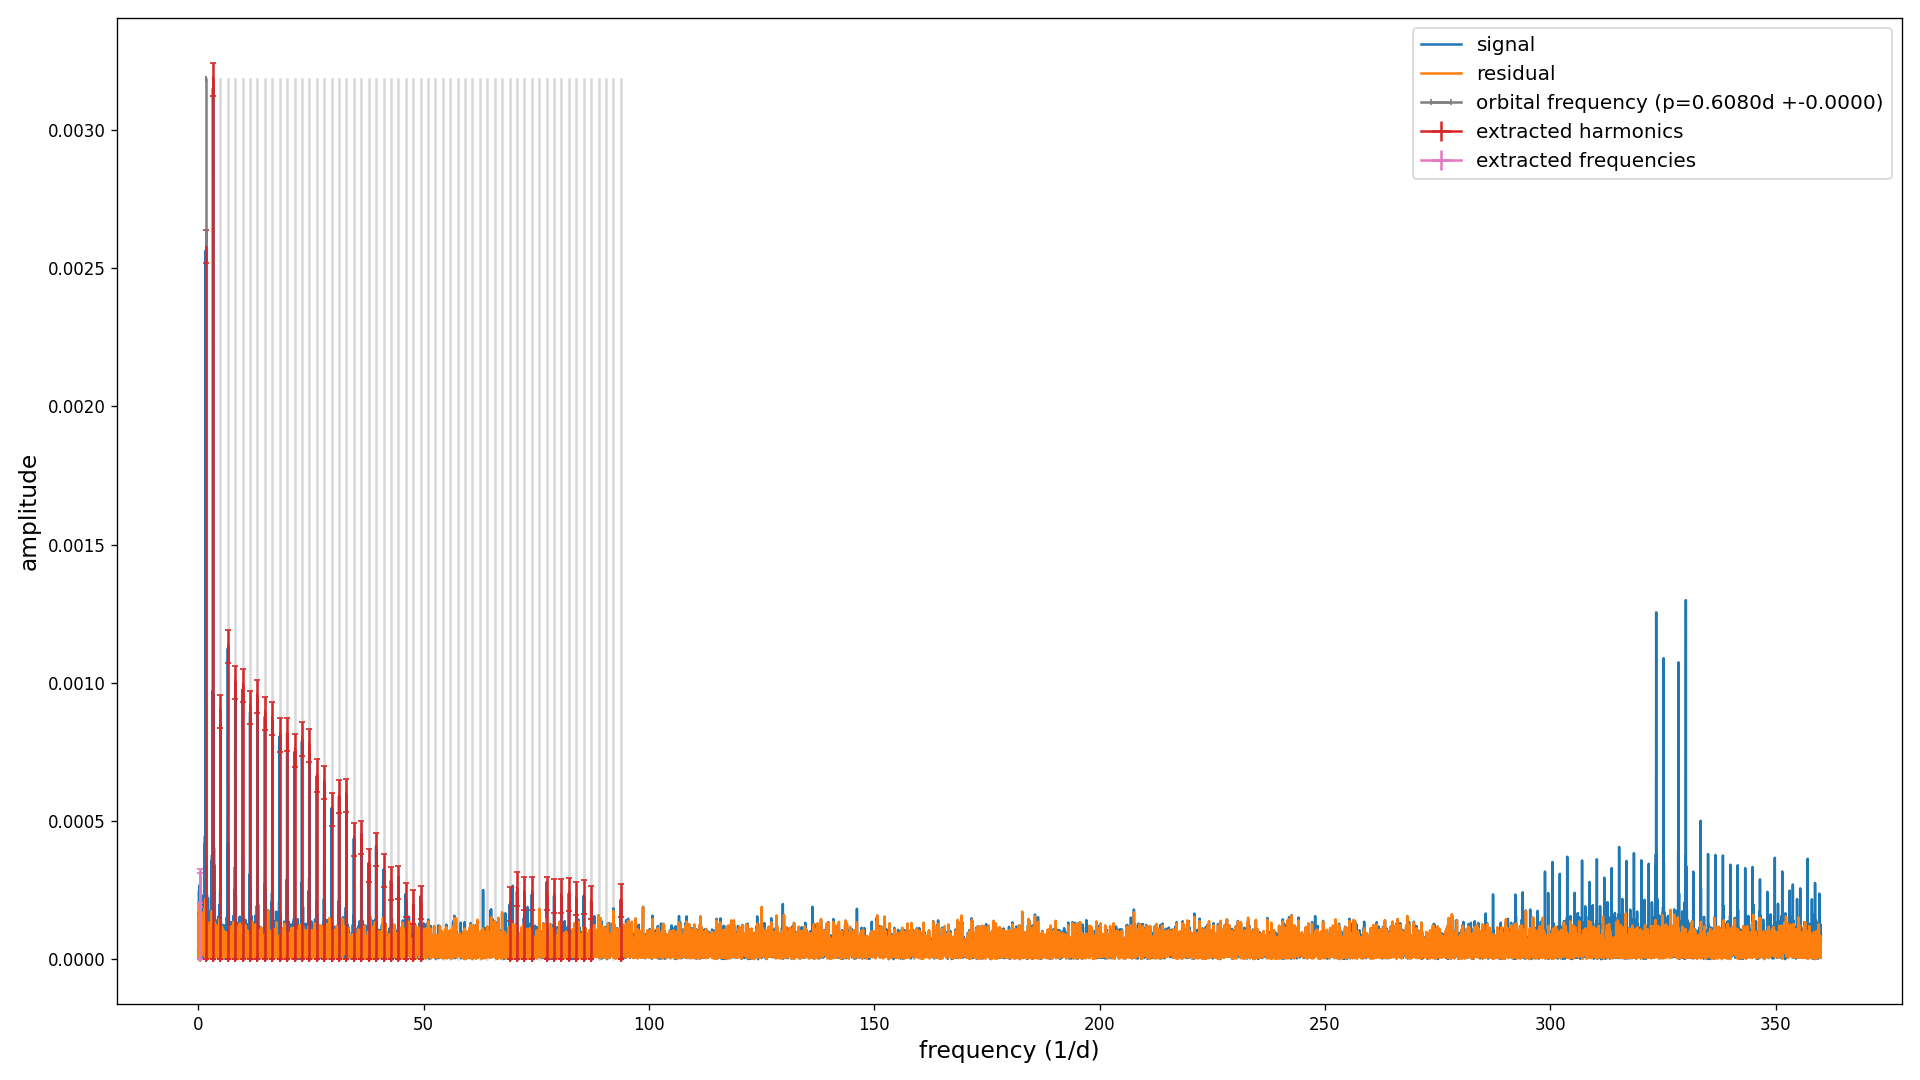 signal
residual
orbital frequency (p=0.6080d +-0.0000)
extracted harmonics
extracted frequencies
0.0030
0.0025
0.0020
0.0015
0.0010
0.0005
0.0000
amplitude
0 50 100 150 200 250 300 350
frequency (1/d)